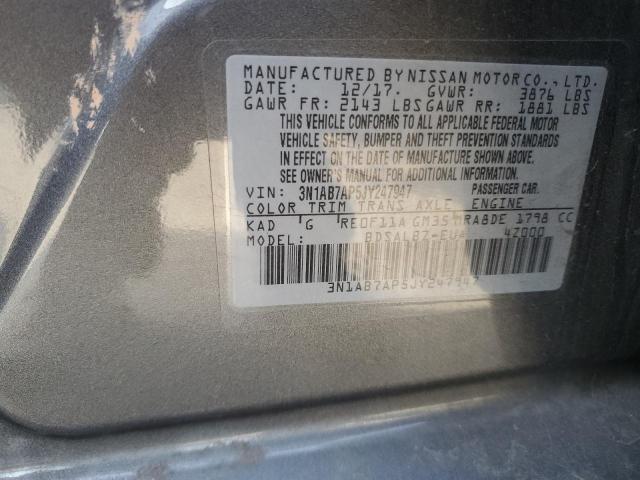 MANUFACTURED BY NISSAN MOTOR CO., LTD.
DATE: 12/17. GVWR: 3876 LBS
GAWR FR: 2143 LBS GAWR RR: 1881 LBS
THIS VEHICLE CONFORMS TO ALL APPLICABLE FEDERAL MOTOR
VEHICLE SAFETY, BUMPER AND THEFT PREVENTION STANDARDS
IN EFFECT ON THE DATE OF MANUFACTURE SHOWN ABOVE.
SEE OWNER'S MANUAL FOR ADDITIONAL INFORMATION.
VIN: 3N1AB7AP5JY247947 PASSENGER CAR.
COLOR TRIM TRANS AXLE ENGINE
KAD G RE0F11A GM35 MRA8DE 1798 CC
MODEL: BDSALB7-EUA 4Z000
3N1AB7AP5JY247947